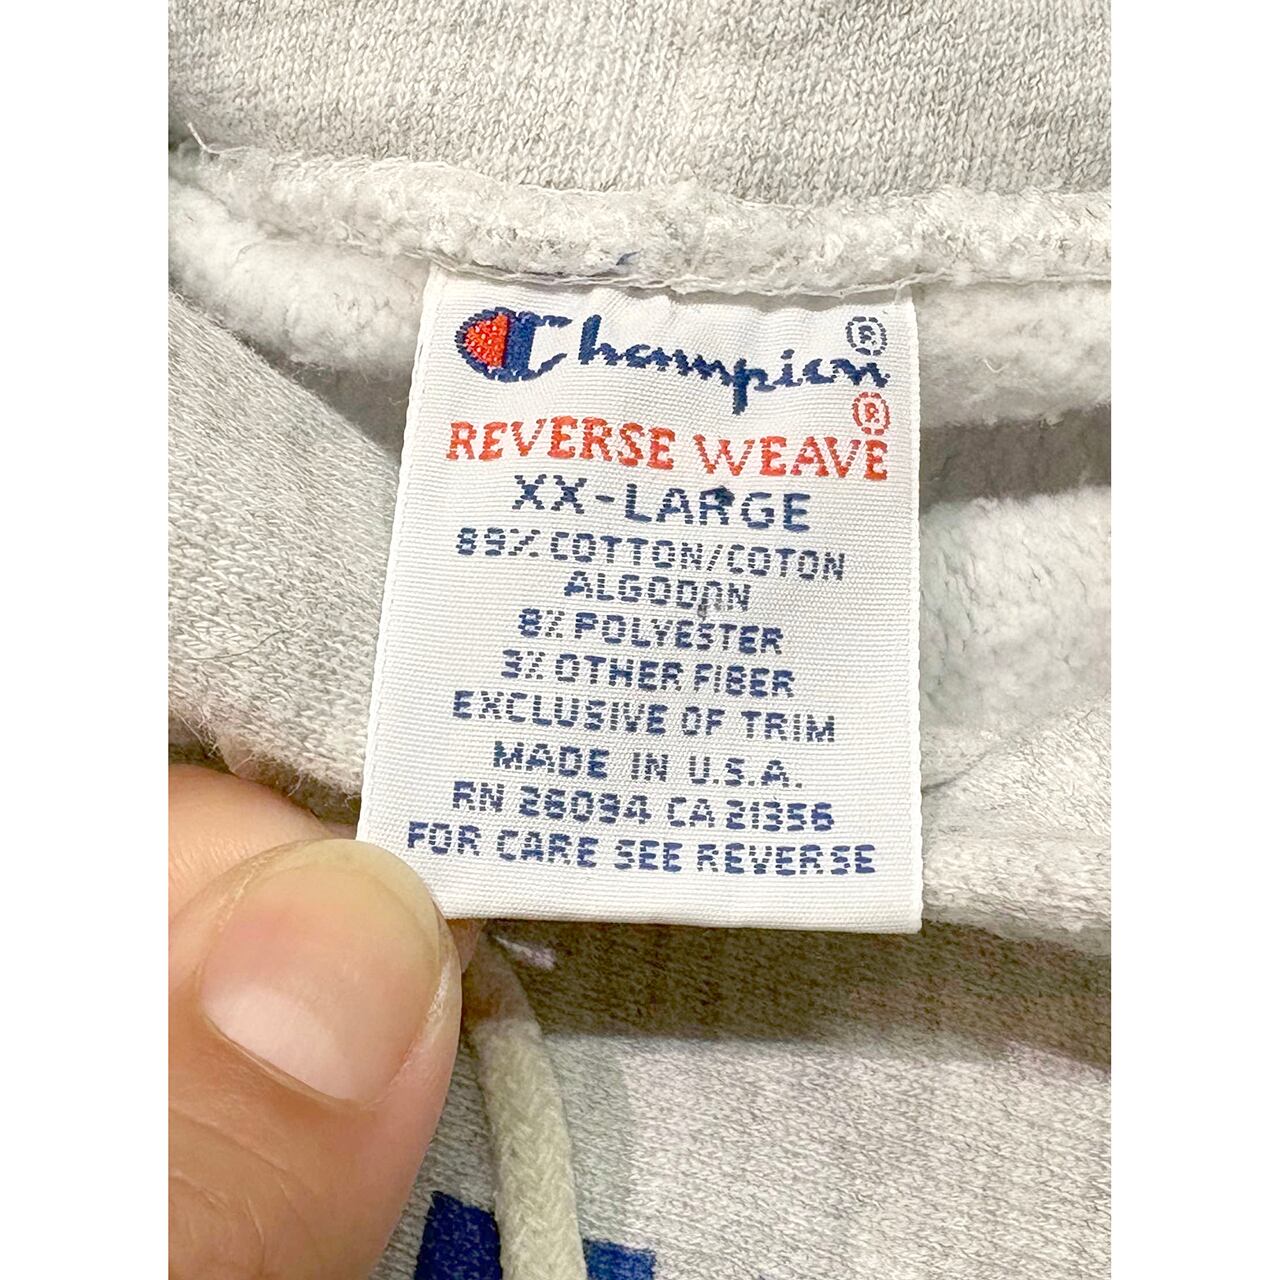 Champion®
REVERSE WEAVE®
XX-LARGE
89% COTTON/COTON
ALGODON
8% POLYESTER
3% OTHER FIBER
EXCLUSIVE OF TRIM
MADE IN U.S.A.
RN 26094 CA 21356
FOR CARE SEE REVERSE